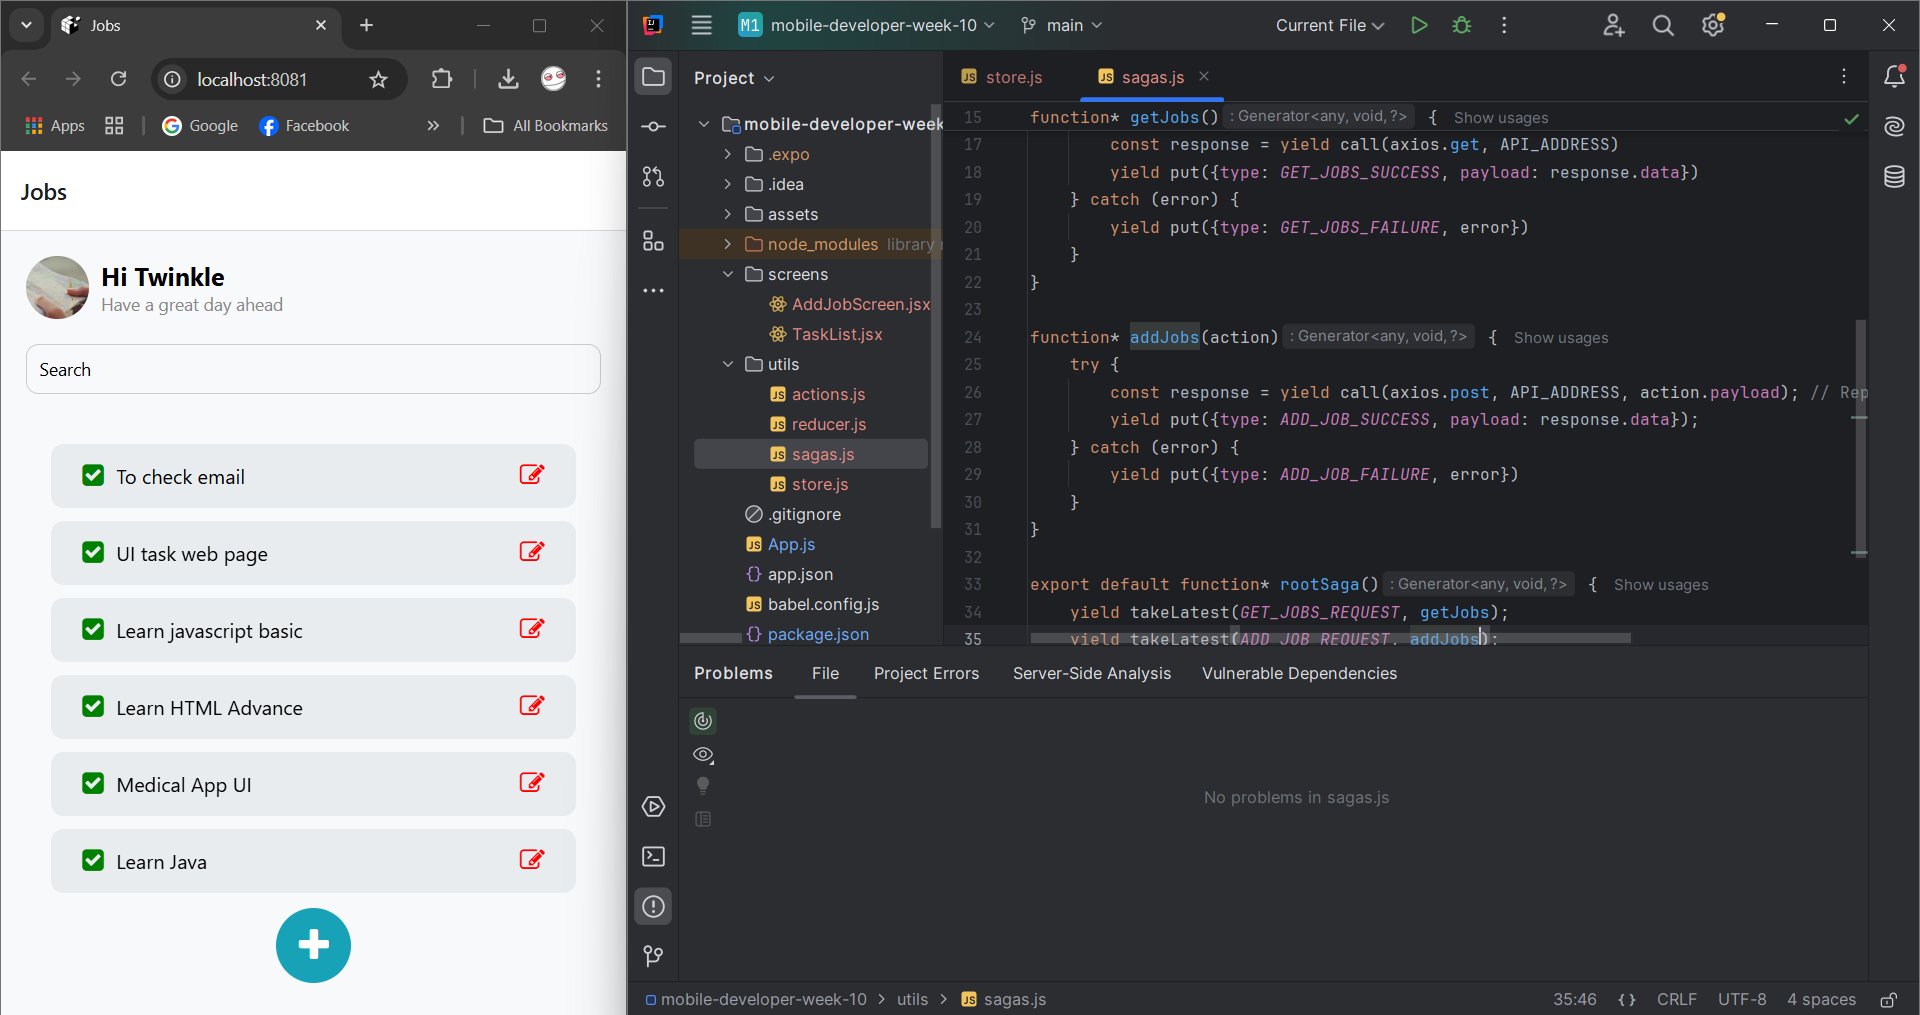 Jobs
localhost:8081
Apps
Google
Facebook
All Bookmarks
Jobs
Hi Twinkle
Have a great day ahead
Search
To check email
UI task web page
Learn javascript basic
Learn HTML Advance
Medical App UI
Learn Java
M1 mobile-developer-week-10
main
Current File
Project
mobile-developer-week
.expo
.idea
assets
node_modules library
screens
AddJobScreen.jsx
TaskList.jsx
utils
JS actions.js
JS reducer.js
JS sagas.js
JS store.js
.gitignore
JS App.js
{} app.json
JS babel.config.js
{} package.json
JS store.js
JS sagas.js
15 function* getJobs() : Generator<any, void, ?> { Show usages
17 const response = yield call(axios.get, API_ADDRESS)
18 yield put({type: GET_JOBS_SUCCESS, payload: response.data})
19 } catch (error) {
20 yield put({type: GET_JOBS_FAILURE, error})
21 }
22 }
23
24 function* addJobs(action) : Generator<any, void, ?> { Show usages
25 try {
26 const response = yield call(axios.post, API_ADDRESS, action.payload); // Rep
27 yield put({type: ADD_JOB_SUCCESS, payload: response.data});
28 } catch (error) {
29 yield put({type: ADD_JOB_FAILURE, error})
30 }
31 }
32
33 export default function* rootSaga() : Generator<any, void, ?> { Show usages
34 yield takeLatest(GET_JOBS_REQUEST, getJobs);
35 yield takeLatest(ADD_JOB_REQUEST, addJobs);
Problems
File
Project Errors
Server-Side Analysis
Vulnerable Dependencies
No problems in sagas.js
mobile-developer-week-10 > utils > JS sagas.js
35:46
{}
CRLF
UTF-8
4 spaces